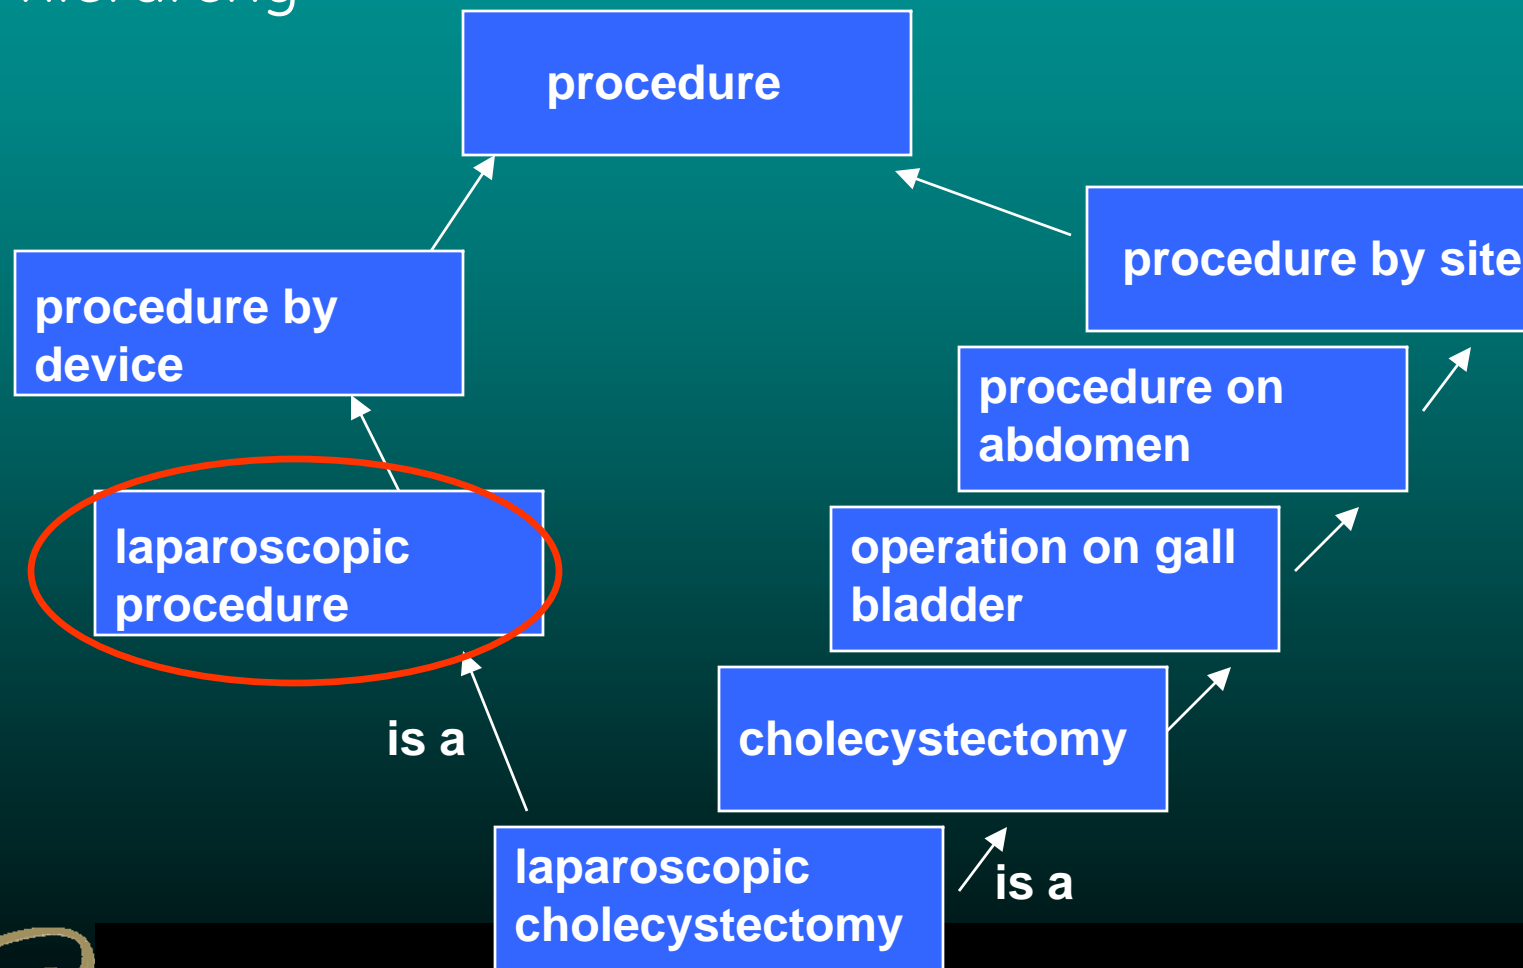 procedure
procedure by site
procedure by
device
procedure on
abdomen
laparoscopic
procedure
operation on gall
bladder
is a
cholecystectomy
laparoscopic
cholecystectomy
is a